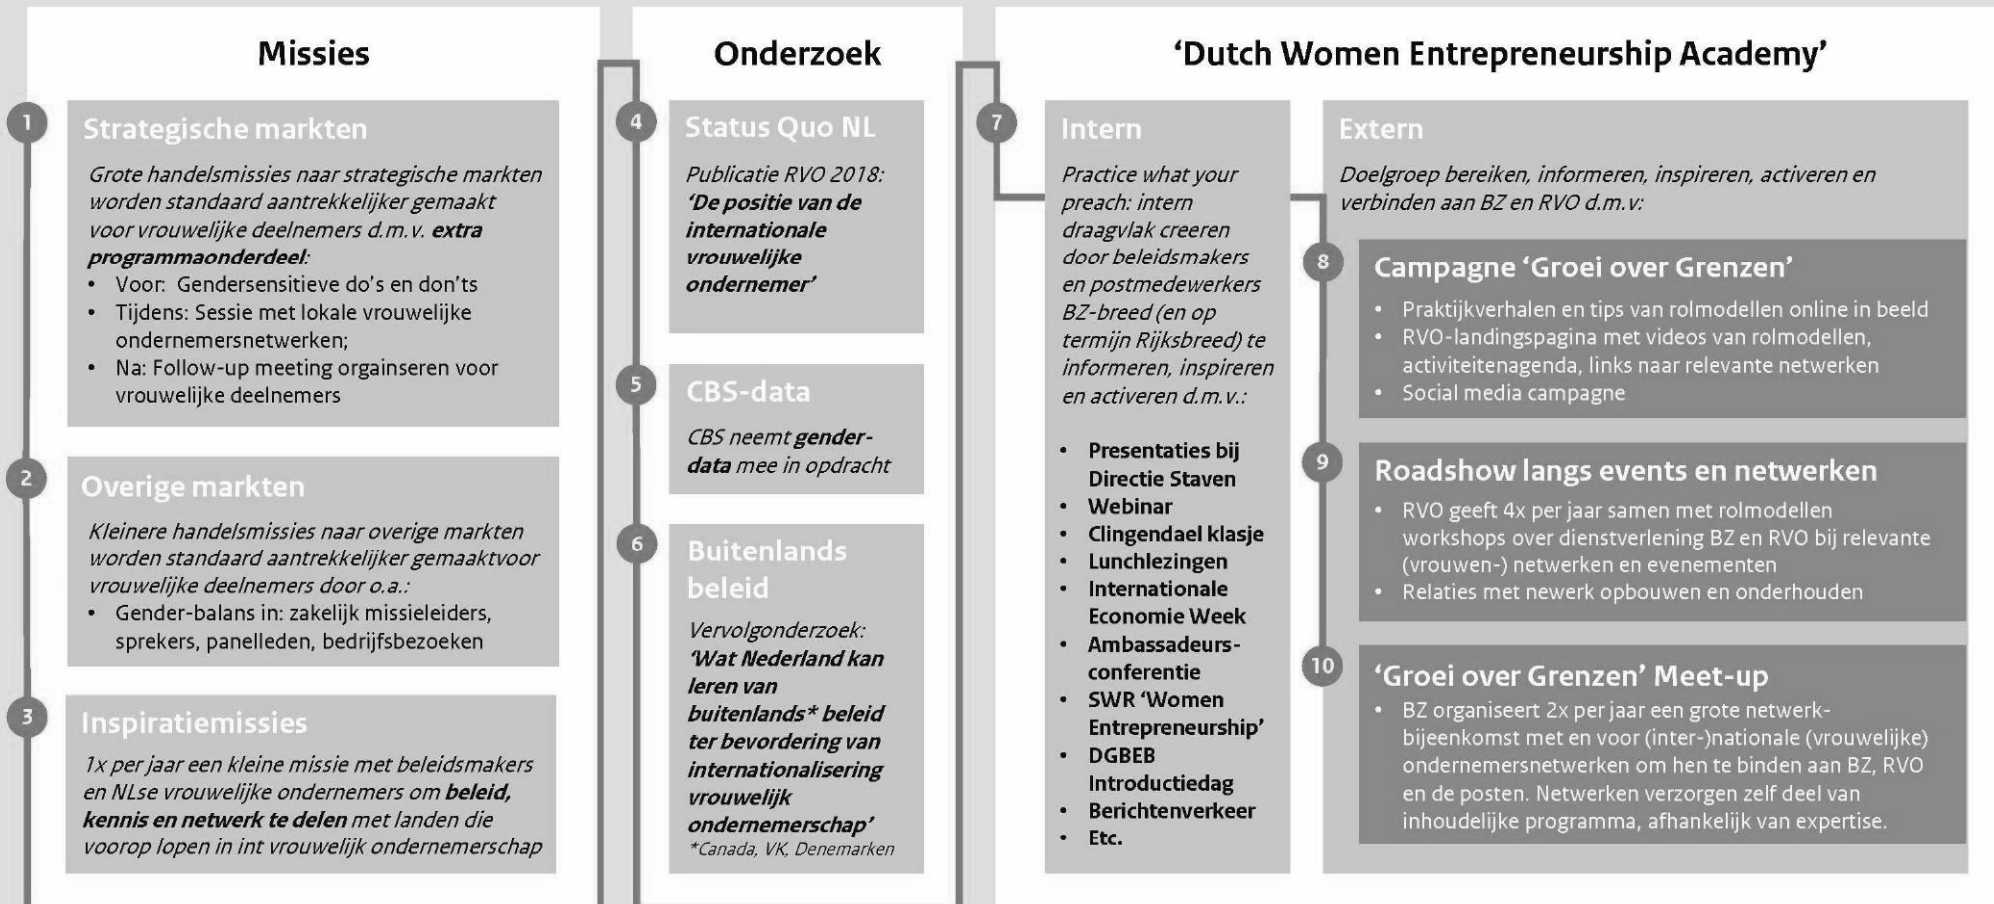 Missies
1
Strategische markten
Grote handelsmissies naar strategische markten
worden standaard aantrekkelijker gemaakt
voor vrouwelijke deelnemers d.m.v. extra
programmaonderdeel:
• Voor: Gendersensitieve do's en don'ts
• Tijdens: Sessie met lokale vrouwelijke
ondernemersnetwerken;
• Na: Follow-up meeting orgainseren voor
vrouwelijke deelnemers
2
Overige markten
Kleinere handelsmissies naar overige markten
worden standaard aantrekkelijker gemaaktvoor
vrouwelijke deelnemers door o.a.:
• Gender-balans in: zakelijk missieleiders,
sprekers, panelleden, bedrijfsbezoeken
3
Inspiratiemissies
1x per jaar een kleine missie met beleidsmakers
en NLse vrouwelijke ondernemers om beleid,
kennis en netwerk te delen met landen die
voorop lopen in int vrouwelijk ondernemerschap
Onderzoek
4
Status Quo NL
Publicatie RVO 2018:
'De positie van de
internationale
vrouwelijke
ondernemer'
5
CBS-data
CBS neemt gender-
data mee in opdracht
6
Buitenlands
beleid
Vervolgonderzoek:
'Wat Nederland kan
leren van
buitenlands* beleid
ter bevordering van
internationalisering
vrouwelijk
ondernemerschap'
*Canada, VK, Denemarken
'Dutch Women Entrepreneurship Academy'
7
Intern
Practice what your
preach: intern
draagvlak creeren
door beleidsmakers
en postmedewerkers
BZ-breed (en op
termijn Rijksbreed) te
informeren, inspireren
en activeren d.m.v.:
• Presentaties bij
Directie Staven
• Webinar
• Clingendael klasje
• Lunchlezingen
• Internationale
Economie Week
• Ambassadeurs-
conferentie
• SWR 'Women
Entrepreneurship'
• DGBEB
Introductiedag
• Berichtenverkeer
• Etc.
Extern
Doelgroep bereiken, informeren, inspireren, activeren en
verbinden aan BZ en RVO d.m.v:
8
Campagne 'Groei over Grenzen'
• Praktijkverhalen en tips van rolmodellen online in beeld
• RVO-landingspagina met videos van rolmodellen,
activiteitenagenda, links naar relevante netwerken
• Social media campagne
9
Roadshow langs events en netwerken
• RVO geeft 4x per jaar samen met rolmodellen
workshops over dienstverlening BZ en RVO bij relevante
(vrouwen-) netwerken en evenementen
• Relaties met newerk opbouwen en onderhouden
10
'Groei over Grenzen' Meet-up
• BZ organiseert 2x per jaar een grote netwerk-
bijeenkomst met en voor (inter-)nationale (vrouwelijke)
ondernemersnetwerken om hen te binden aan BZ, RVO
en de posten. Netwerken verzorgen zelf deel van
inhoudelijke programma, afhankelijk van expertise.